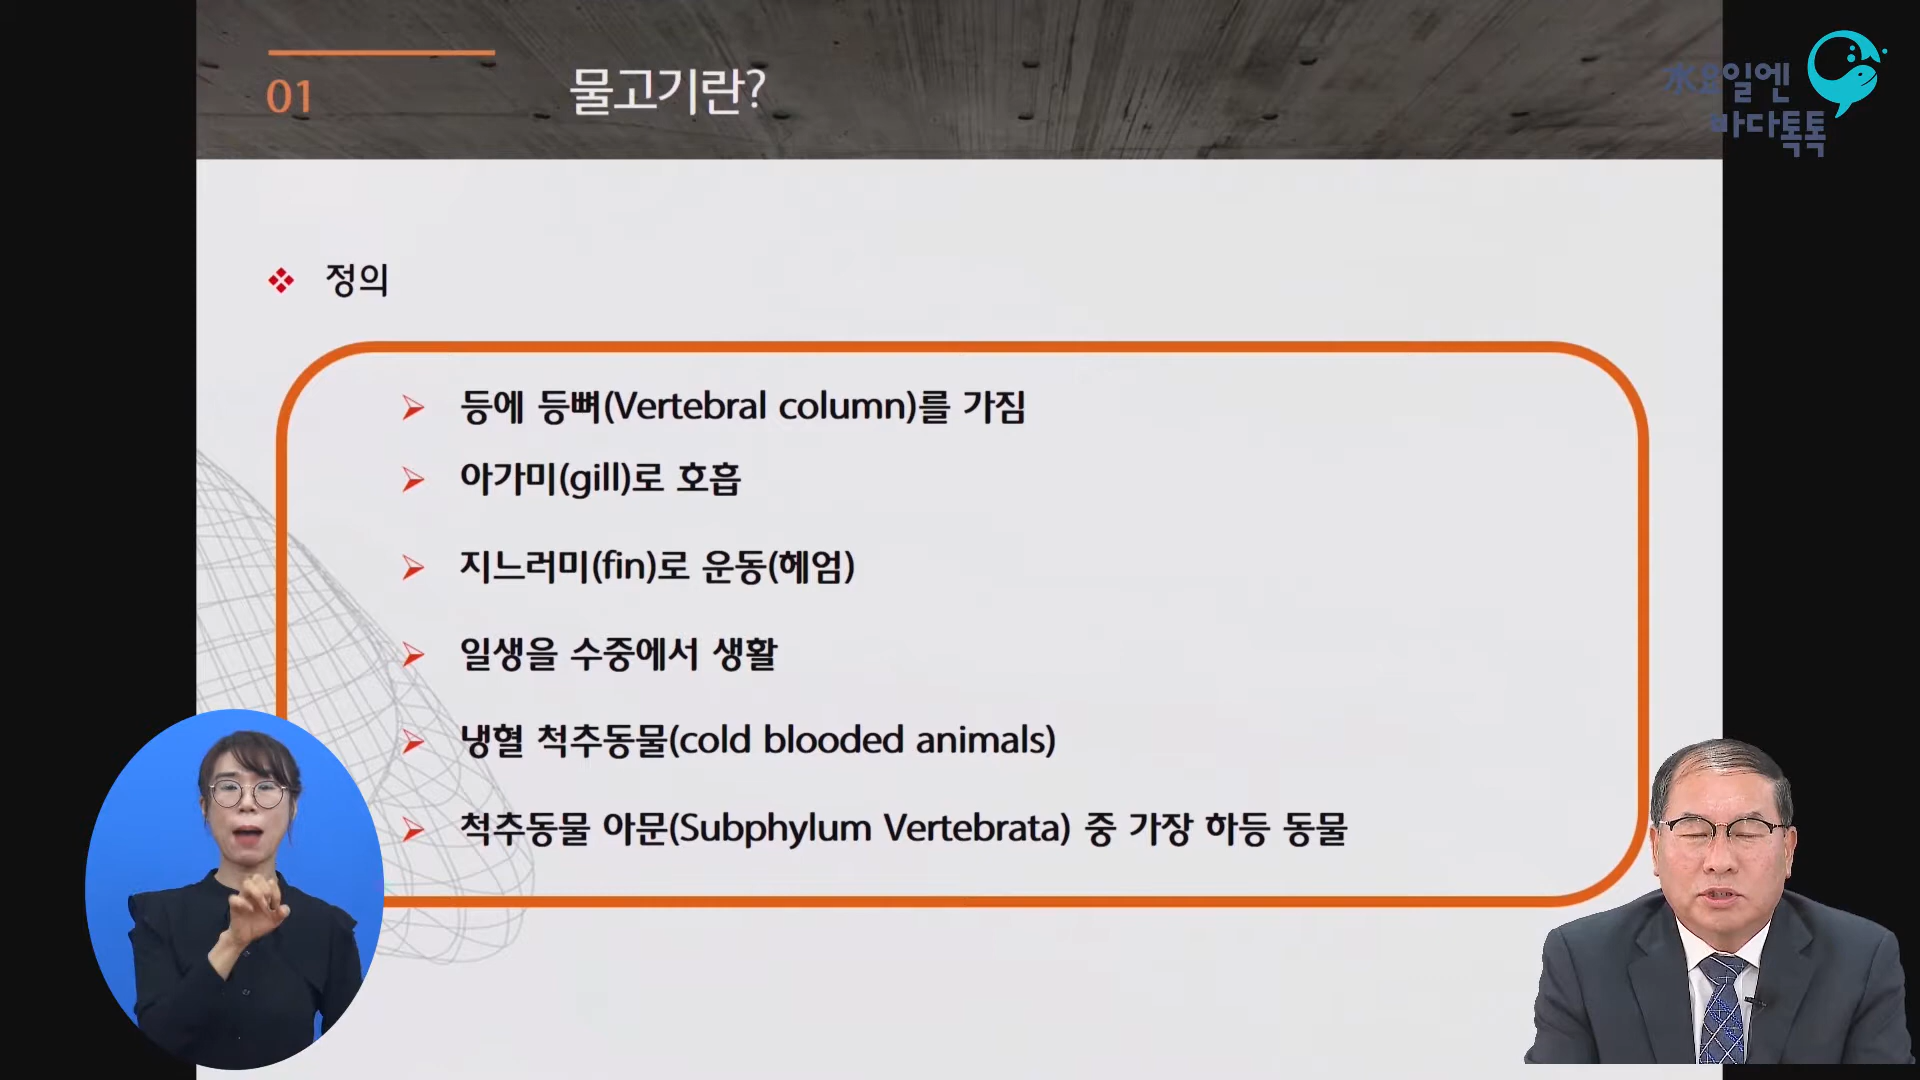 01
물고기란?
水요일엔
바다톡톡
정의
등에 등뼈(Vertebral column)를 가짐
아가미(gill)로 호흡
지느러미(fin)로 운동(헤엄)
일생을 수중에서 생활
냉혈 척추동물(cold blooded animals)
척추동물 아문(Subphylum Vertebrata) 중 가장 하등 동물